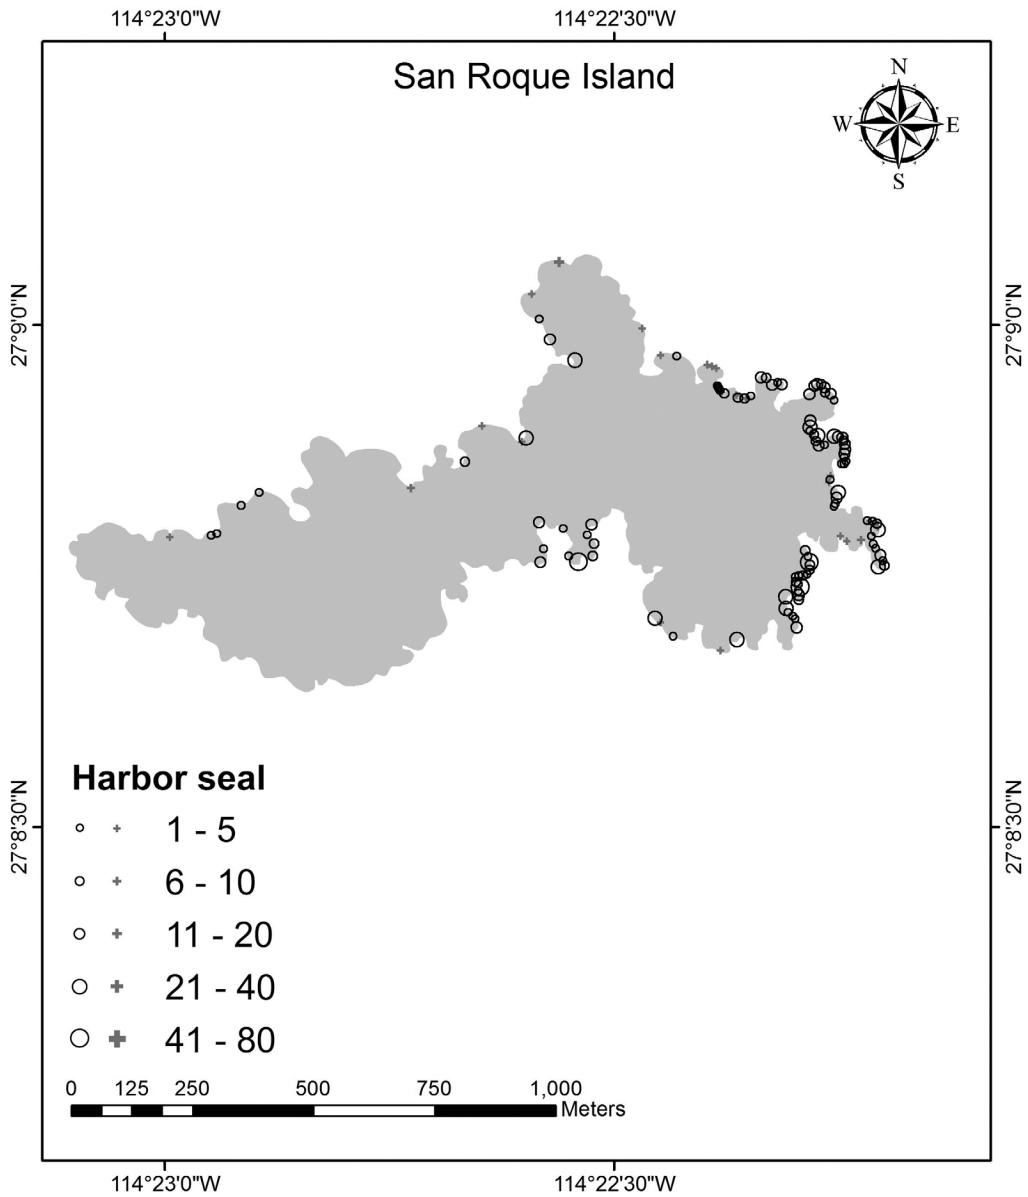 114°23'0"W 114°22'30"W
San Roque Island
N
W E
S
27°9'0"N 27°9'0"N
27°8'30"N 27°8'30"N
Harbor seal
1 - 5
6 - 10
11 - 20
21 - 40
41 - 80
0 125 250 500 750 1,000
Meters
114°23'0"W 114°22'30"W